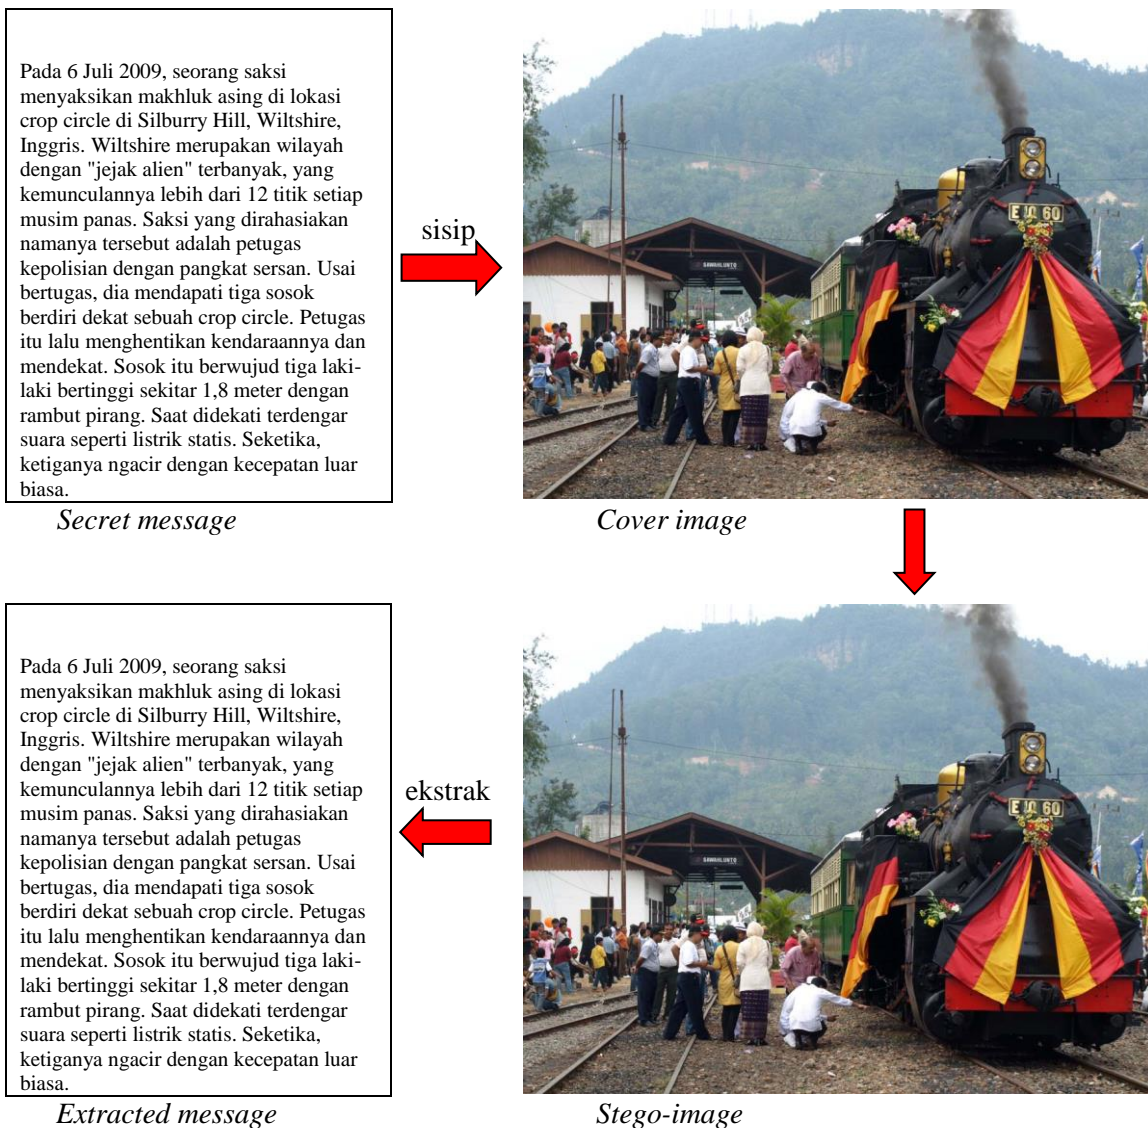 Pada 6 Juli 2009, seorang saksi
menyaksikan makhluk asing di lokasi
crop circle di Silburry Hill, Wiltshire,
Inggris. Wiltshire merupakan wilayah
dengan "jejak alien" terbanyak, yang
kemunculannya lebih dari 12 titik setiap
musim panas. Saksi yang dirahasiakan
namanya tersebut adalah petugas
kepolisian dengan pangkat sersan. Usai
bertugas, dia mendapati tiga sosok
berdiri dekat sebuah crop circle. Petugas
itu lalu menghentikan kendaraannya dan
mendekat. Sosok itu berwujud tiga laki-
laki bertinggi sekitar 1,8 meter dengan
rambut pirang. Saat didekati terdengar
suara seperti listrik statis. Seketika,
ketiganya ngacir dengan kecepatan luar
biasa.
Secret message
sisip
SAWAHLUNTO
E 10 60
Cover image
Pada 6 Juli 2009, seorang saksi
menyaksikan makhluk asing di lokasi
crop circle di Silburry Hill, Wiltshire,
Inggris. Wiltshire merupakan wilayah
dengan "jejak alien" terbanyak, yang
kemunculannya lebih dari 12 titik setiap
musim panas. Saksi yang dirahasiakan
namanya tersebut adalah petugas
kepolisian dengan pangkat sersan. Usai
bertugas, dia mendapati tiga sosok
berdiri dekat sebuah crop circle. Petugas
itu lalu menghentikan kendaraannya dan
mendekat. Sosok itu berwujud tiga laki-
laki bertinggi sekitar 1,8 meter dengan
rambut pirang. Saat didekati terdengar
suara seperti listrik statis. Seketika,
ketiganya ngacir dengan kecepatan luar
biasa.
Extracted message
ekstrak
SAWAHLUNTO
E 10 60
Stego-image